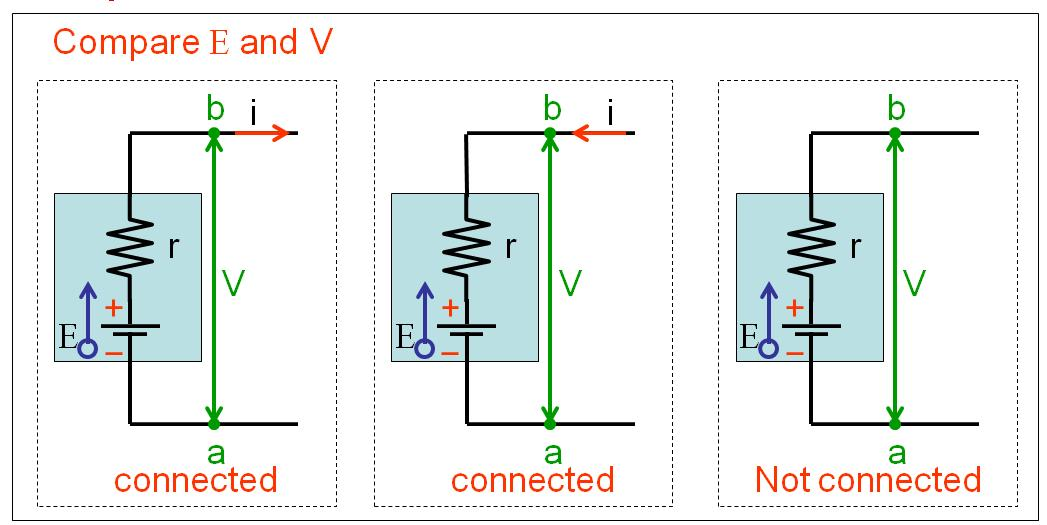 Compare E and V
b i
r
V
+
E
–
a
connected
b i
r
V
+
E
–
a
connected
b
r
V
+
E
–
a
Not connected